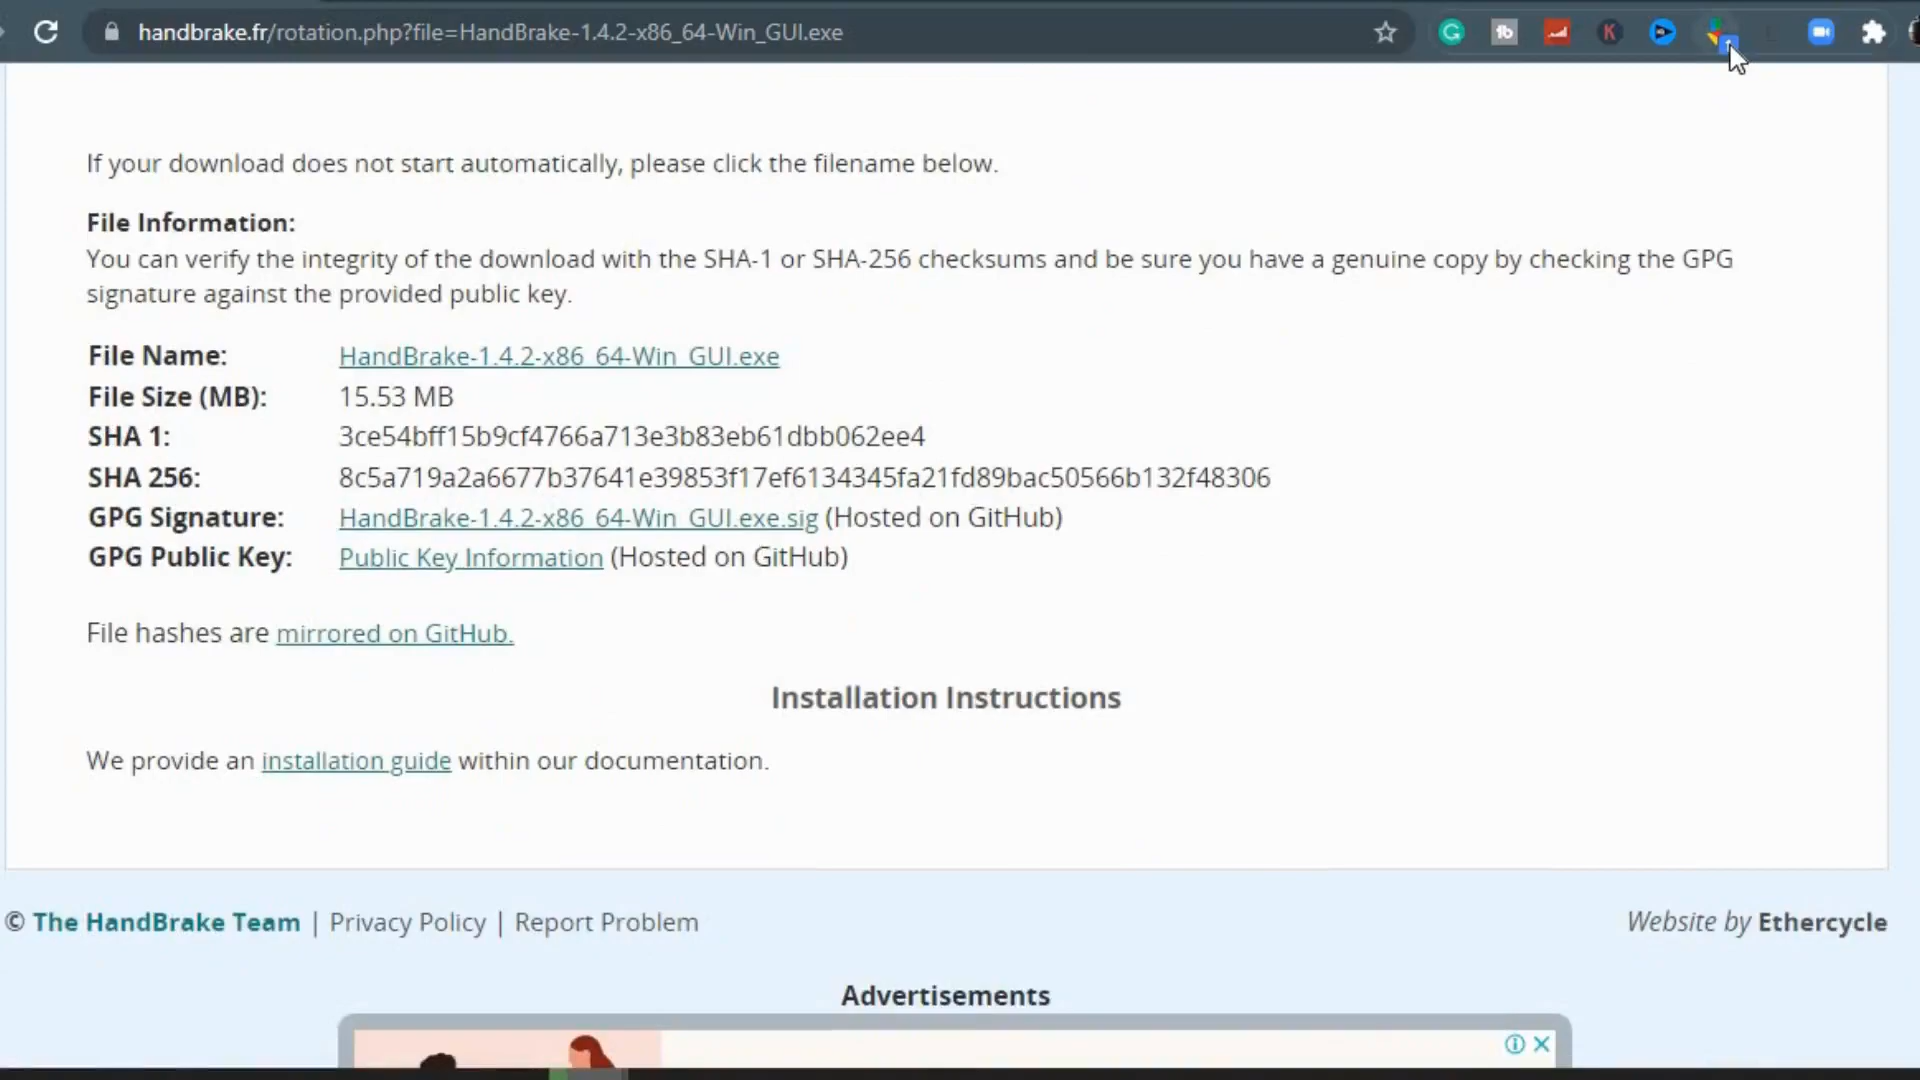 handbrake.fr/rotation.php?file=HandBrake-1.4.2-x86_64-Win_GUI.exe
If your download does not start automatically, please click the filename below.
File Information:
You can verify the integrity of the download with the SHA-1 or SHA-256 checksums and be sure you have a genuine copy by checking the GPG
signature against the provided public key.
File Name: HandBrake-1.4.2-x86_64-Win_GUI.exe
File Size (MB): 15.53 MB
SHA 1: 3ce54bff15b9cf4766a713e3b83eb61dbb062ee4
SHA 256: 8c5a719a2a6677b37641e39853f17ef6134345fa21fd89bac50566b132f48306
GPG Signature: HandBrake-1.4.2-x86_64-Win_GUI.exe.sig (Hosted on GitHub)
GPG Public Key: Public Key Information (Hosted on GitHub)
File hashes are mirrored on GitHub.
Installation Instructions
We provide an installation guide within our documentation.
© The HandBrake Team | Privacy Policy | Report Problem
Website by Ethercycle
Advertisements